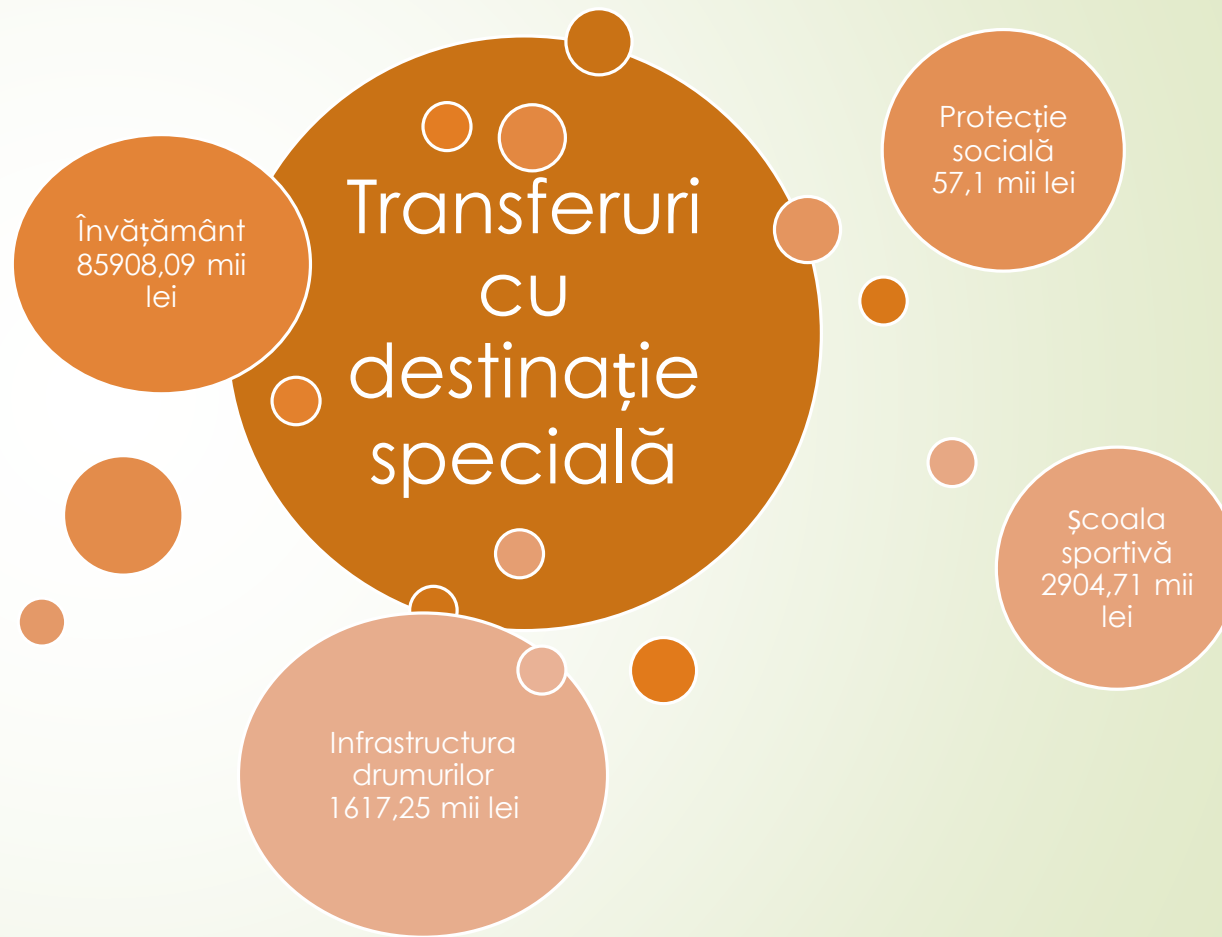 Transferuri
cu
destinație
specială
Învățământ
85908,09 mii
lei
Protecție
socială
57,1 mii lei
Școala
sportivă
2904,71 mii
lei
Infrastructura
drumurilor
1617,25 mii lei